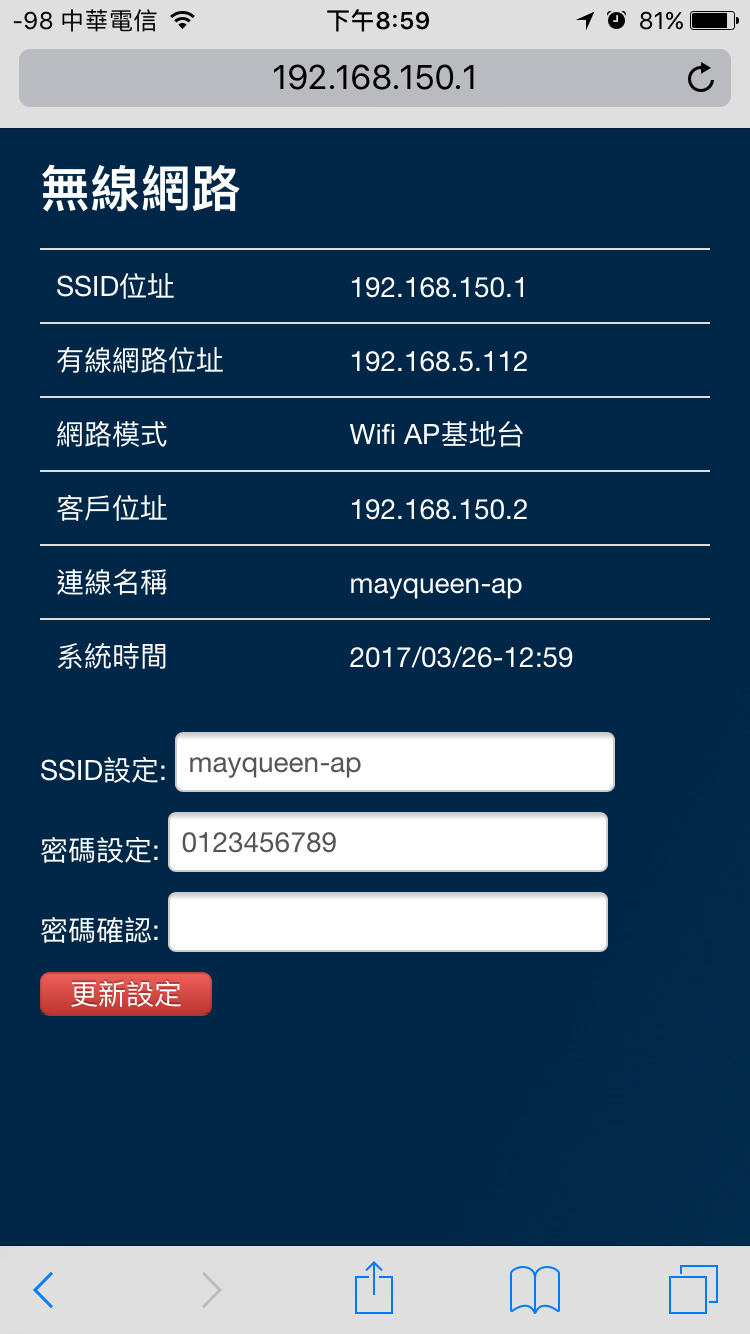 -98 中華電信 下午8:59 81%
192.168.150.1
無線網路
SSID位址 192.168.150.1
有線網路位址 192.168.5.112
網路模式 Wifi AP基地台
客戶位址 192.168.150.2
連線名稱 mayqueen-ap
系統時間 2017/03/26-12:59
SSID設定: mayqueen-ap
密碼設定: 0123456789
密碼確認:
更新設定